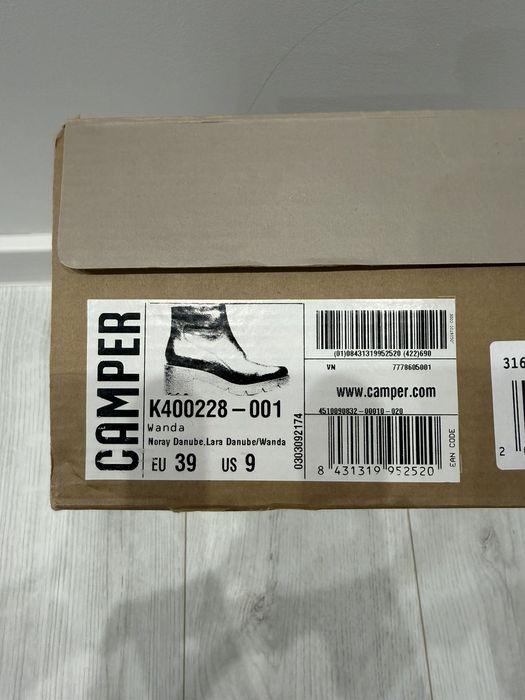 CAMPER
K400228-001
Wanda
Noray Danube,Lara Danube/Wanda
EU 39 US 9
0303092174
(01)08431319952520 (422)690
VN 7778605001
www.camper.com
4510090832-00010-020
8 431319 952520
EAN CODE
316
2